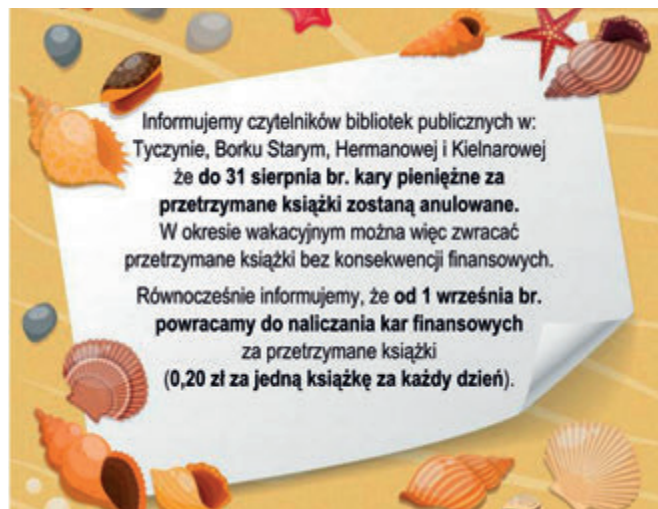 Informujemy czytelników bibliotek publicznych w:
Tyczynie, Borku Starym, Hermanowej i Kielnarowej
że do 31 sierpnia br. kary pieniężne za
przetrzymane książki zostaną anulowane.
W okresie wakacyjnym można więc zwracać
przetrzymane książki bez konsekwencji finansowych.
Równocześnie informujemy, że od 1 września br.
powracamy do naliczania kar finansowych
za przetrzymane książki
(0,20 zł za jedną książkę za każdy dzień).